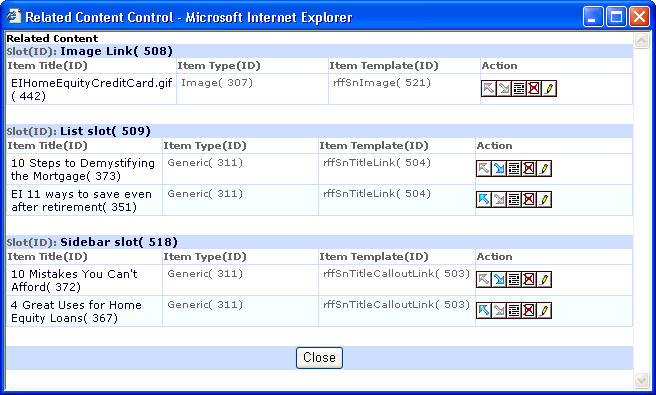 Related Content Control - Microsoft Internet Explorer
Related Content
Slot(ID): Image Link( 508)
Item Title(ID) Item Type(ID) Item Template(ID) Action
EIHomeEquityCreditCard.gif Image( 307) rffSnImage( 521)
( 442)
Slot(ID): List slot( 509)
Item Title(ID) Item Type(ID) Item Template(ID) Action
10 Steps to Demystifying Generic( 311) rffSnTitleLink( 504)
the Mortgage( 373)
EI 11 ways to save even Generic( 311) rffSnTitleLink( 504)
after retirement( 351)
Slot(ID): Sidebar slot( 518)
Item Title(ID) Item Type(ID) Item Template(ID) Action
10 Mistakes You Can't Generic( 311) rffSnTitleCalloutLink( 503)
Afford( 372)
4 Great Uses for Home Generic( 311) rffSnTitleCalloutLink( 503)
Equity Loans( 367)
Close